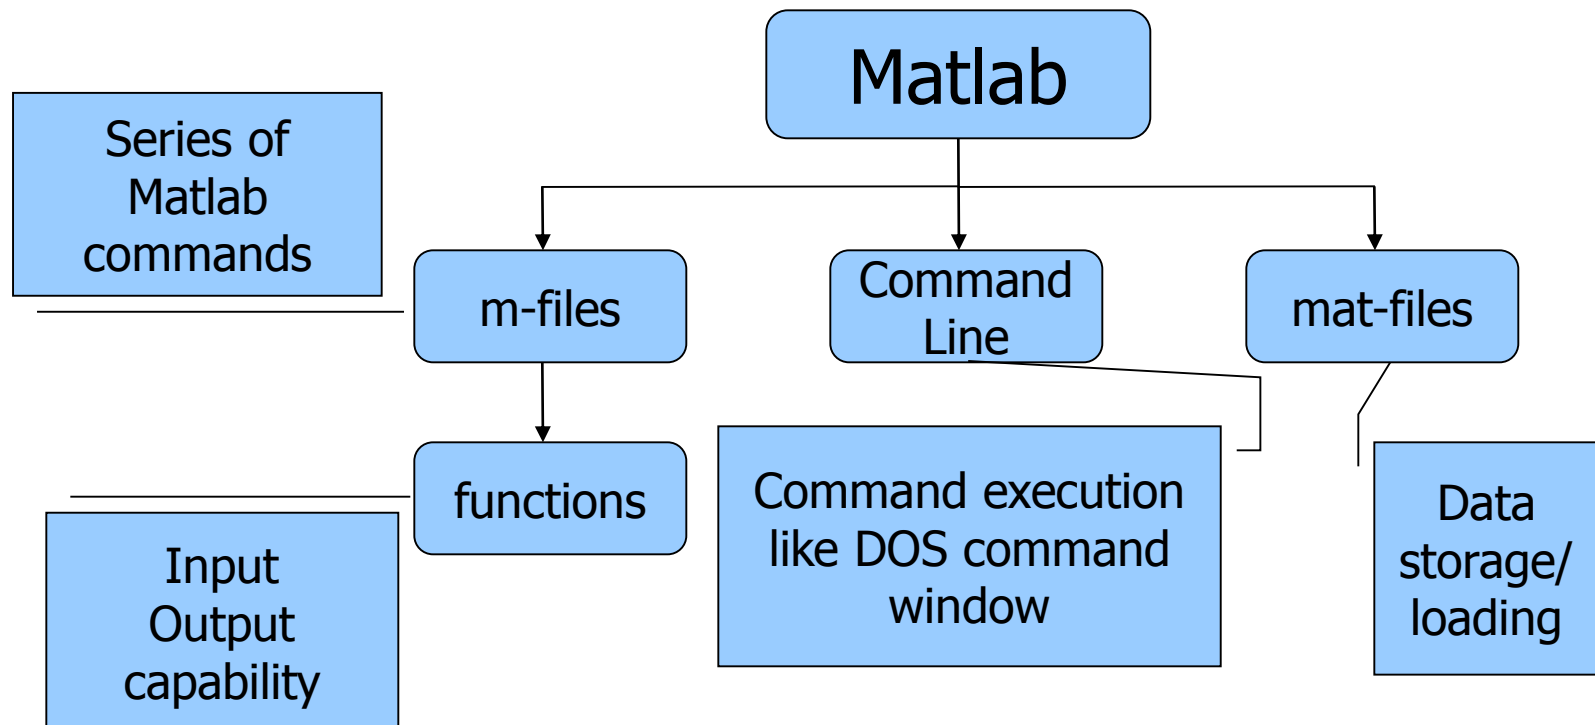 Matlab
Series of
Matlab
commands
m-files
Command
Line
mat-files
functions
Input
Output
capability
Command execution
like DOS command
window
Data
storage/
loading